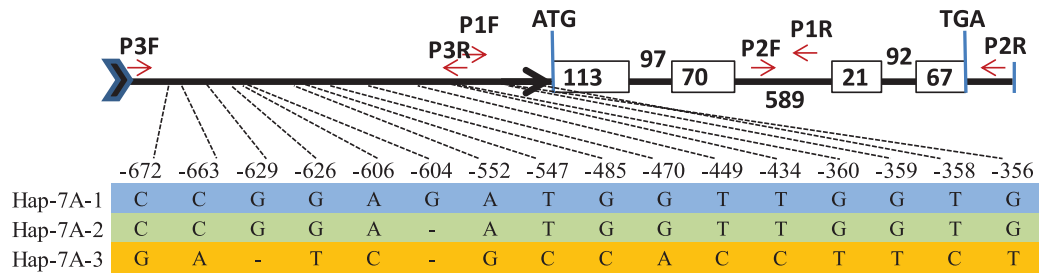 ATG TGA
P3F P1F P3R P2F P1R P2R
113 97 70 589 21 92 67
-672 -663 -629 -626 -606 -604 -552 -547 -485 -470 -449 -434 -360 -359 -358 -356
Hap-7A-1 C C G G A G A T G G T T G G T G
Hap-7A-2 C C G G A - A T G G T T G G T G
Hap-7A-3 G A - T C - G C C A C C T T C T